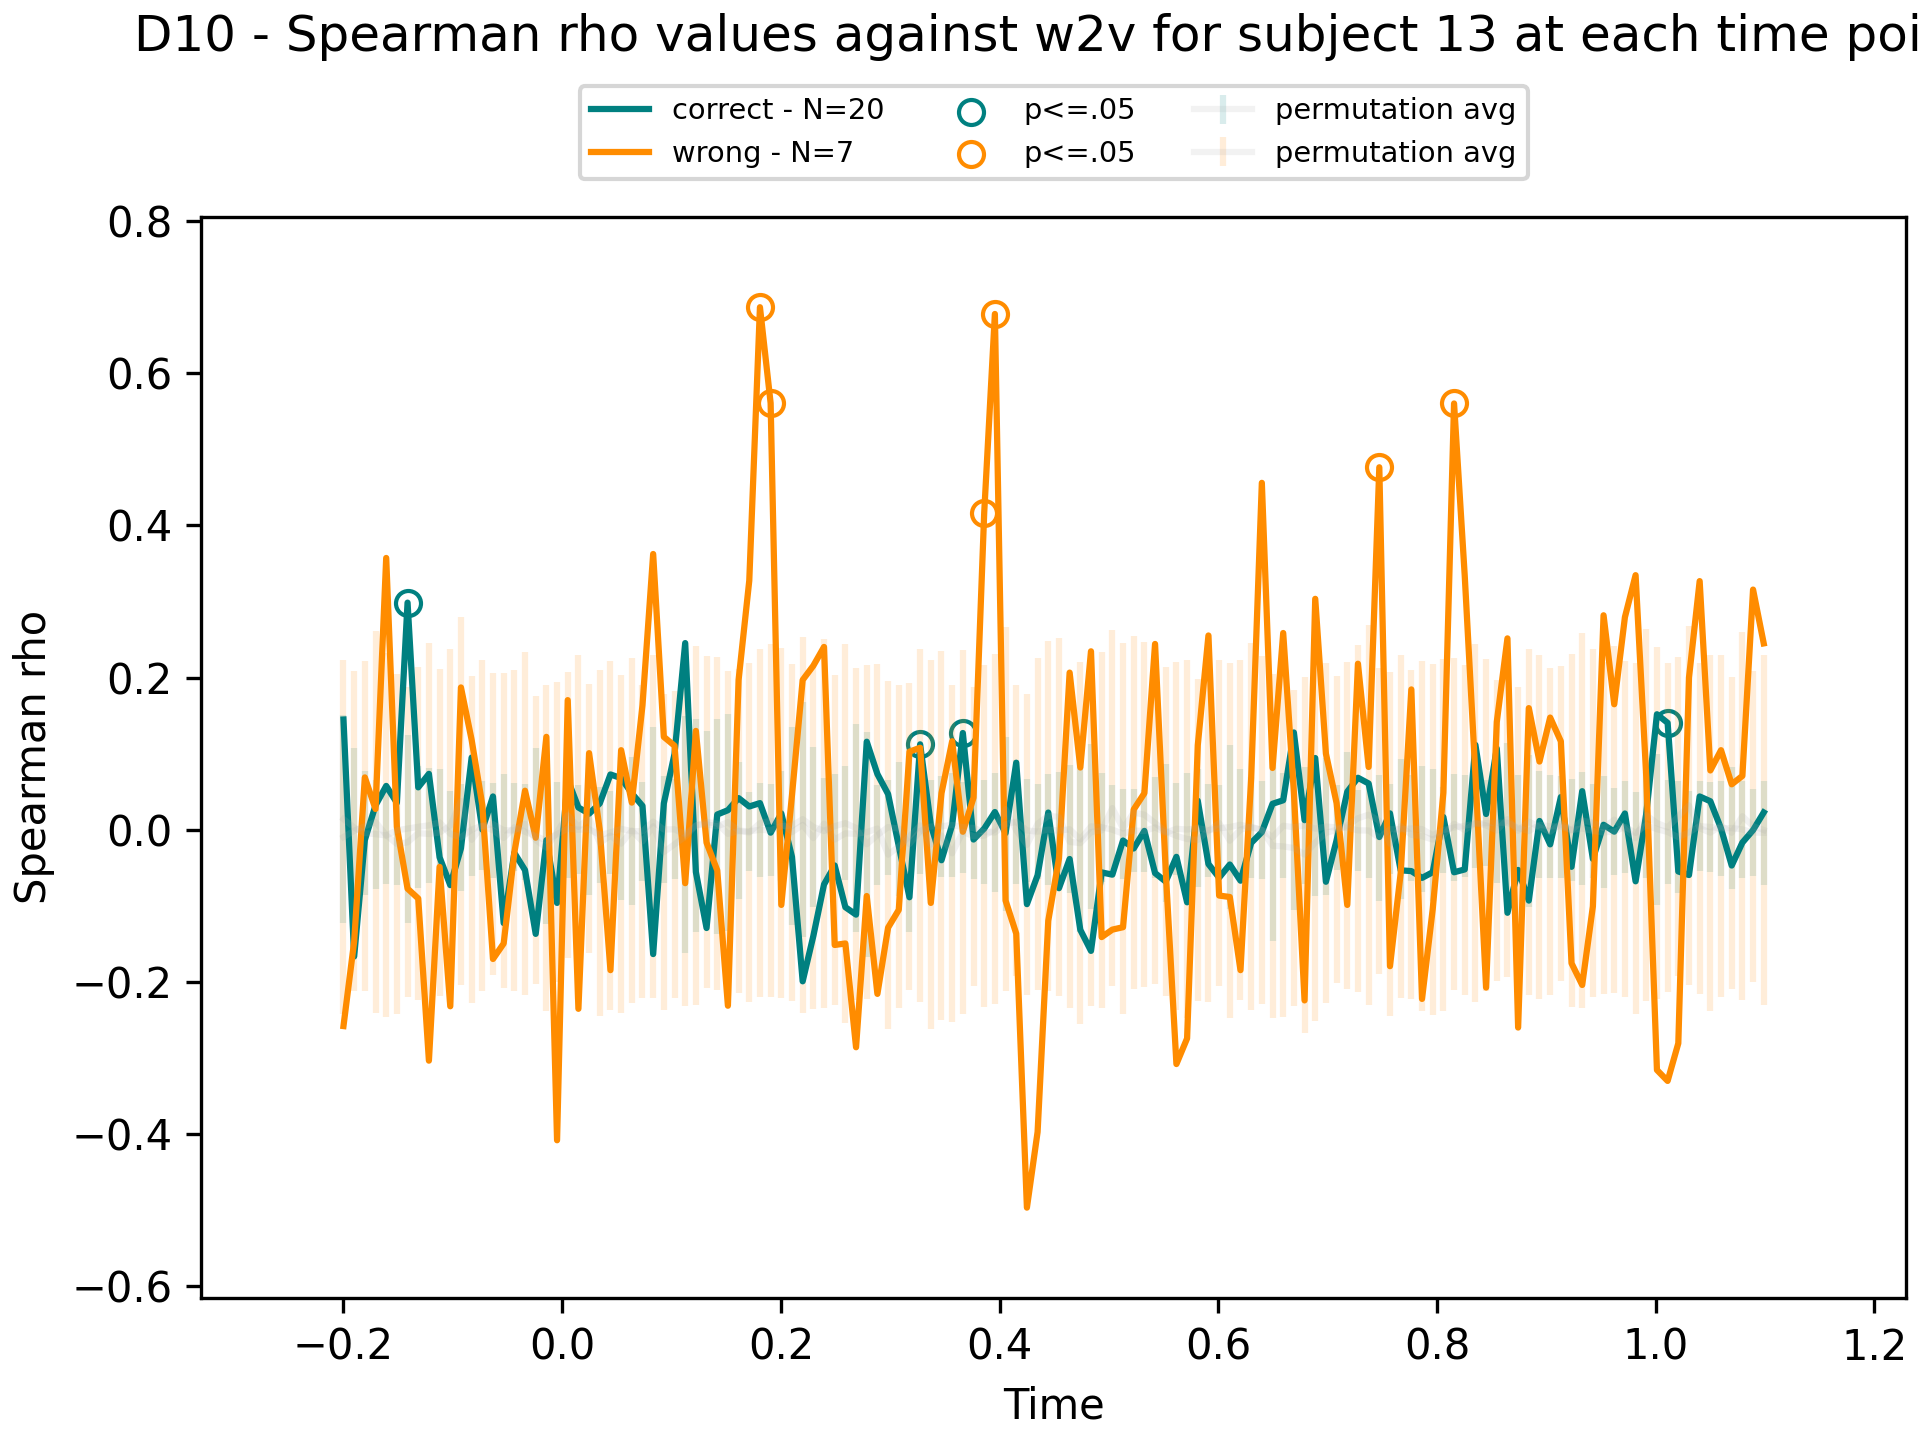 D10 - Spearman rho values against w2v for subject 13 at each time poi
correct - N=20
wrong - N=7
p<=.05
p<=.05
permutation avg
permutation avg
0.8
0.6
0.4
0.2
0.0
−0.2
−0.4
−0.6
Spearman rho
−0.2 0.0 0.2 0.4 0.6 0.8 1.0 1.2
Time